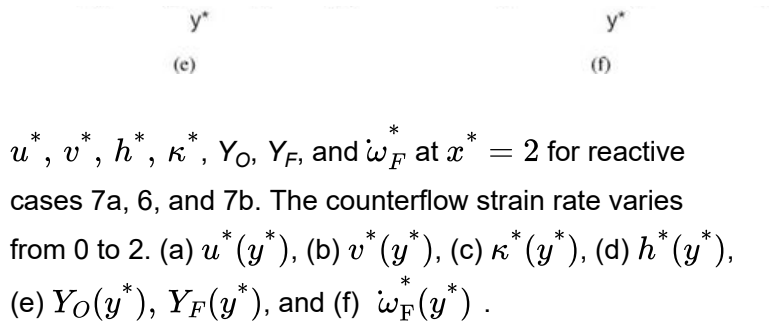 y* y*
(e) (f)
u*, v*, h*, κ*, Y_O, Y_F, and ω̇*_F at x* = 2 for reactive
cases 7a, 6, and 7b. The counterflow strain rate varies
from 0 to 2. (a) u*(y*), (b) v*(y*), (c) κ*(y*), (d) h*(y*),
(e) Y_O(y*), Y_F(y*), and (f) ω̇*_F(y*) .